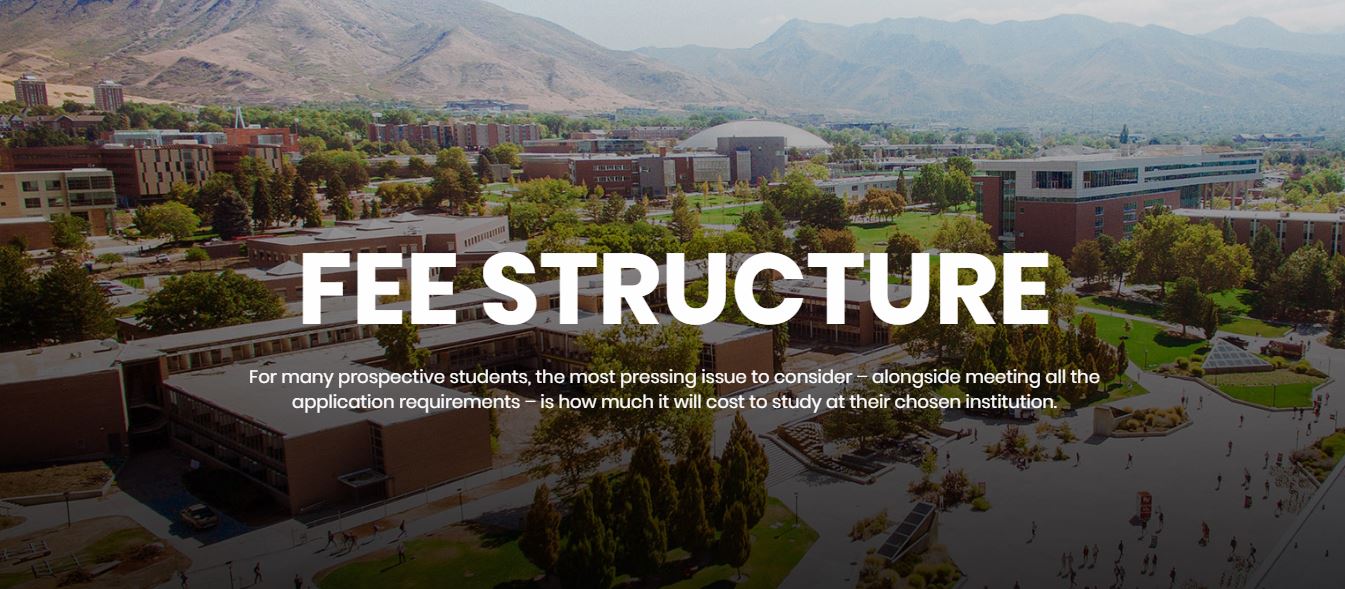 FEE STRUCTURE
For many prospective students, the most pressing issue to consider – alongside meeting all the
application requirements – is how much it will cost to study at their chosen institution.